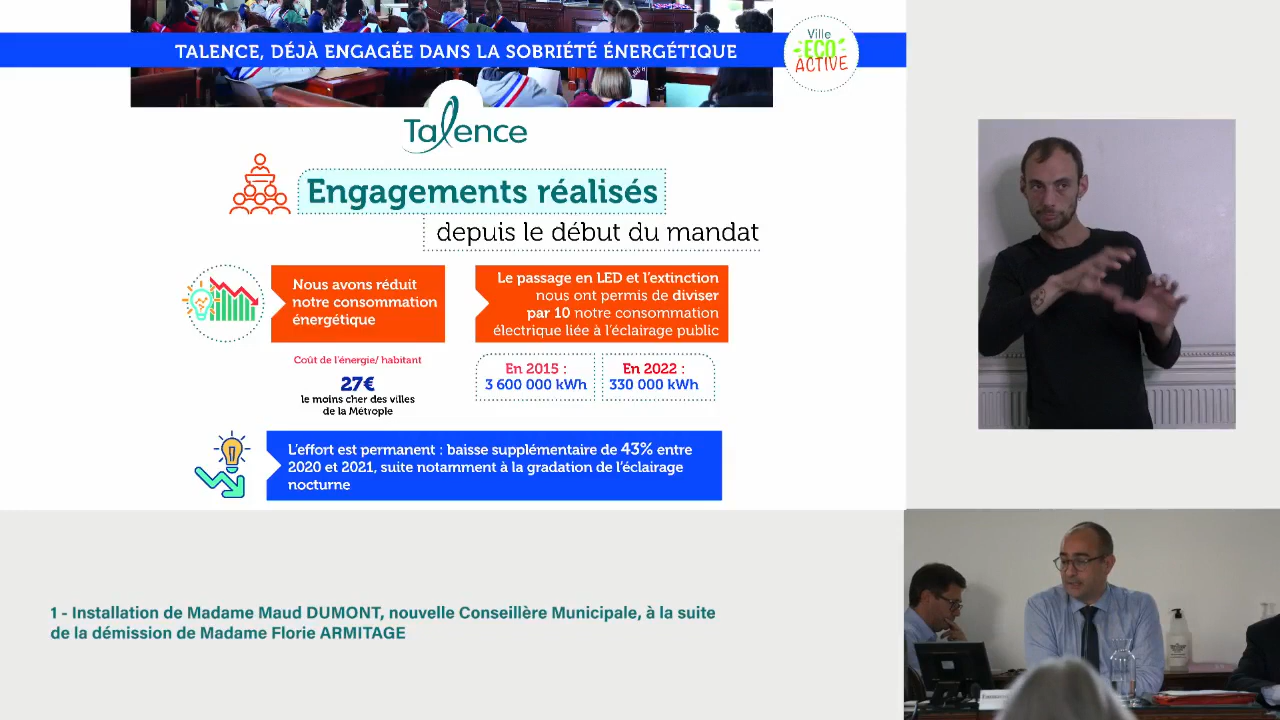 TALENCE, DÉJÀ ENGAGÉE DANS LA SOBRIÉTÉ ÉNERGÉTIQUE
Ville
ECO
ACTIVE
Talence
Engagements réalisés
depuis le début du mandat
Nous avons réduit
notre consommation
énergétique
Le passage en LED et l'extinction
nous ont permis de diviser
par 10 notre consommation
électrique liée à l'éclairage public
Coût de l'énergie/ habitant
27€
le moins cher des villes
de la Métrople
En 2015 :
3 600 000 kWh
En 2022 :
330 000 kWh
L'effort est permanent : baisse supplémentaire de 43% entre
2020 et 2021, suite notamment à la gradation de l'éclairage
nocturne
1 - Installation de Madame Maud DUMONT, nouvelle Conseillère Municipale, à la suite
de la démission de Madame Florie ARMITAGE